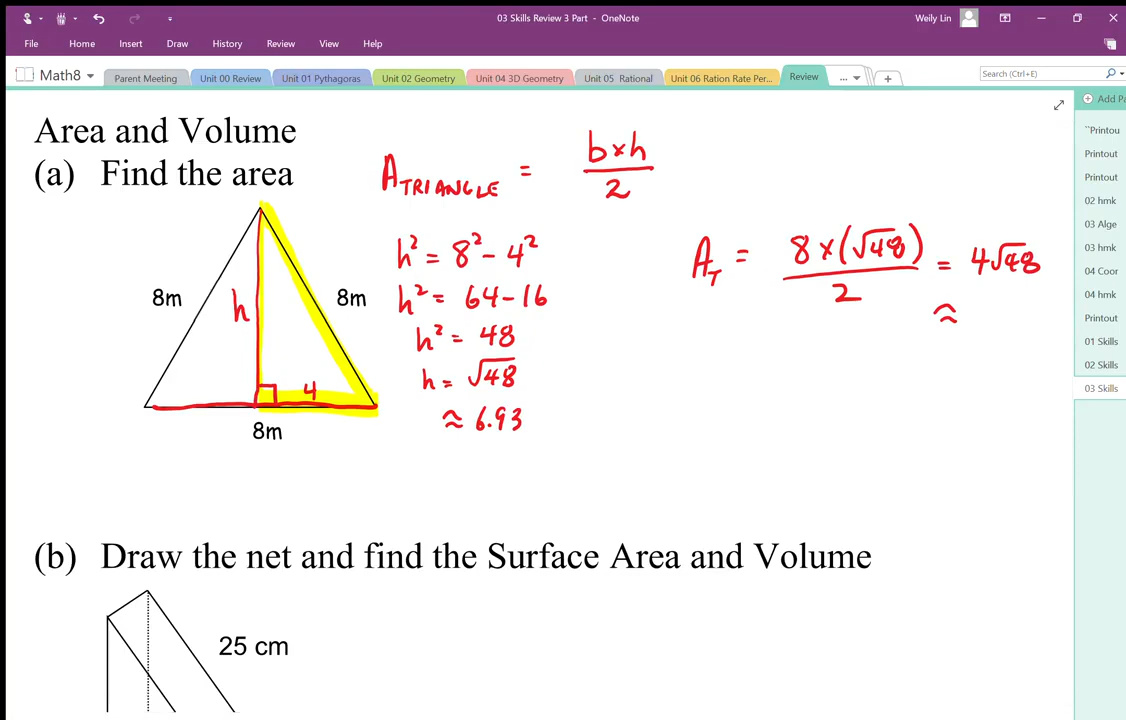 03 Skills Review 3 Part - OneNote
Weily Lin
File Home Insert Draw History Review View Help
Math8
Parent Meeting
Unit 00 Review
Unit 01 Pythagoras
Unit 02 Geometry
Unit 04 3D Geometry
Unit 05 Rational
Unit 06 Ration Rate Per...
Review
...
Search (Ctrl+E)
Add Pa
``Printou
Printout
Printout
02 hmk
03 Alge
03 hmk
04 Coor
04 hmk
Printout
01 Skills
02 Skills
03 Skills
Area and Volume
(a) Find the area
A_TRIANGLE = b×h / 2
8m
8m
8m
h
4
h² = 8² - 4²
h² = 64 - 16
h² = 48
h = √48
≈ 6.93
A_T = 8×(√48) / 2 = 4√48
≈
(b) Draw the net and find the Surface Area and Volume
25 cm